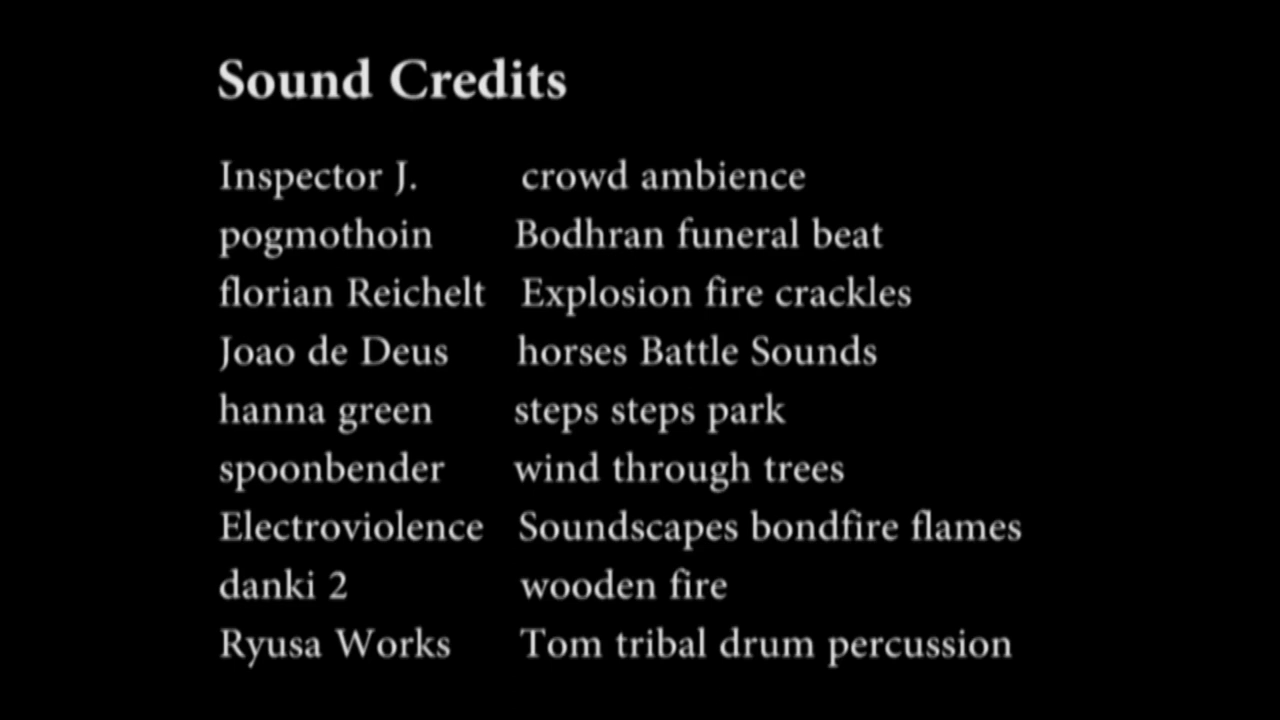 Sound Credits
Inspector J. crowd ambience
pogmothoin Bodhran funeral beat
florian Reichelt Explosion fire crackles
Joao de Deus horses Battle Sounds
hanna green steps steps park
spoonbender wind through trees
Electroviolence Soundscapes bondfire flames
danki 2 wooden fire
Ryusa Works Tom tribal drum percussion